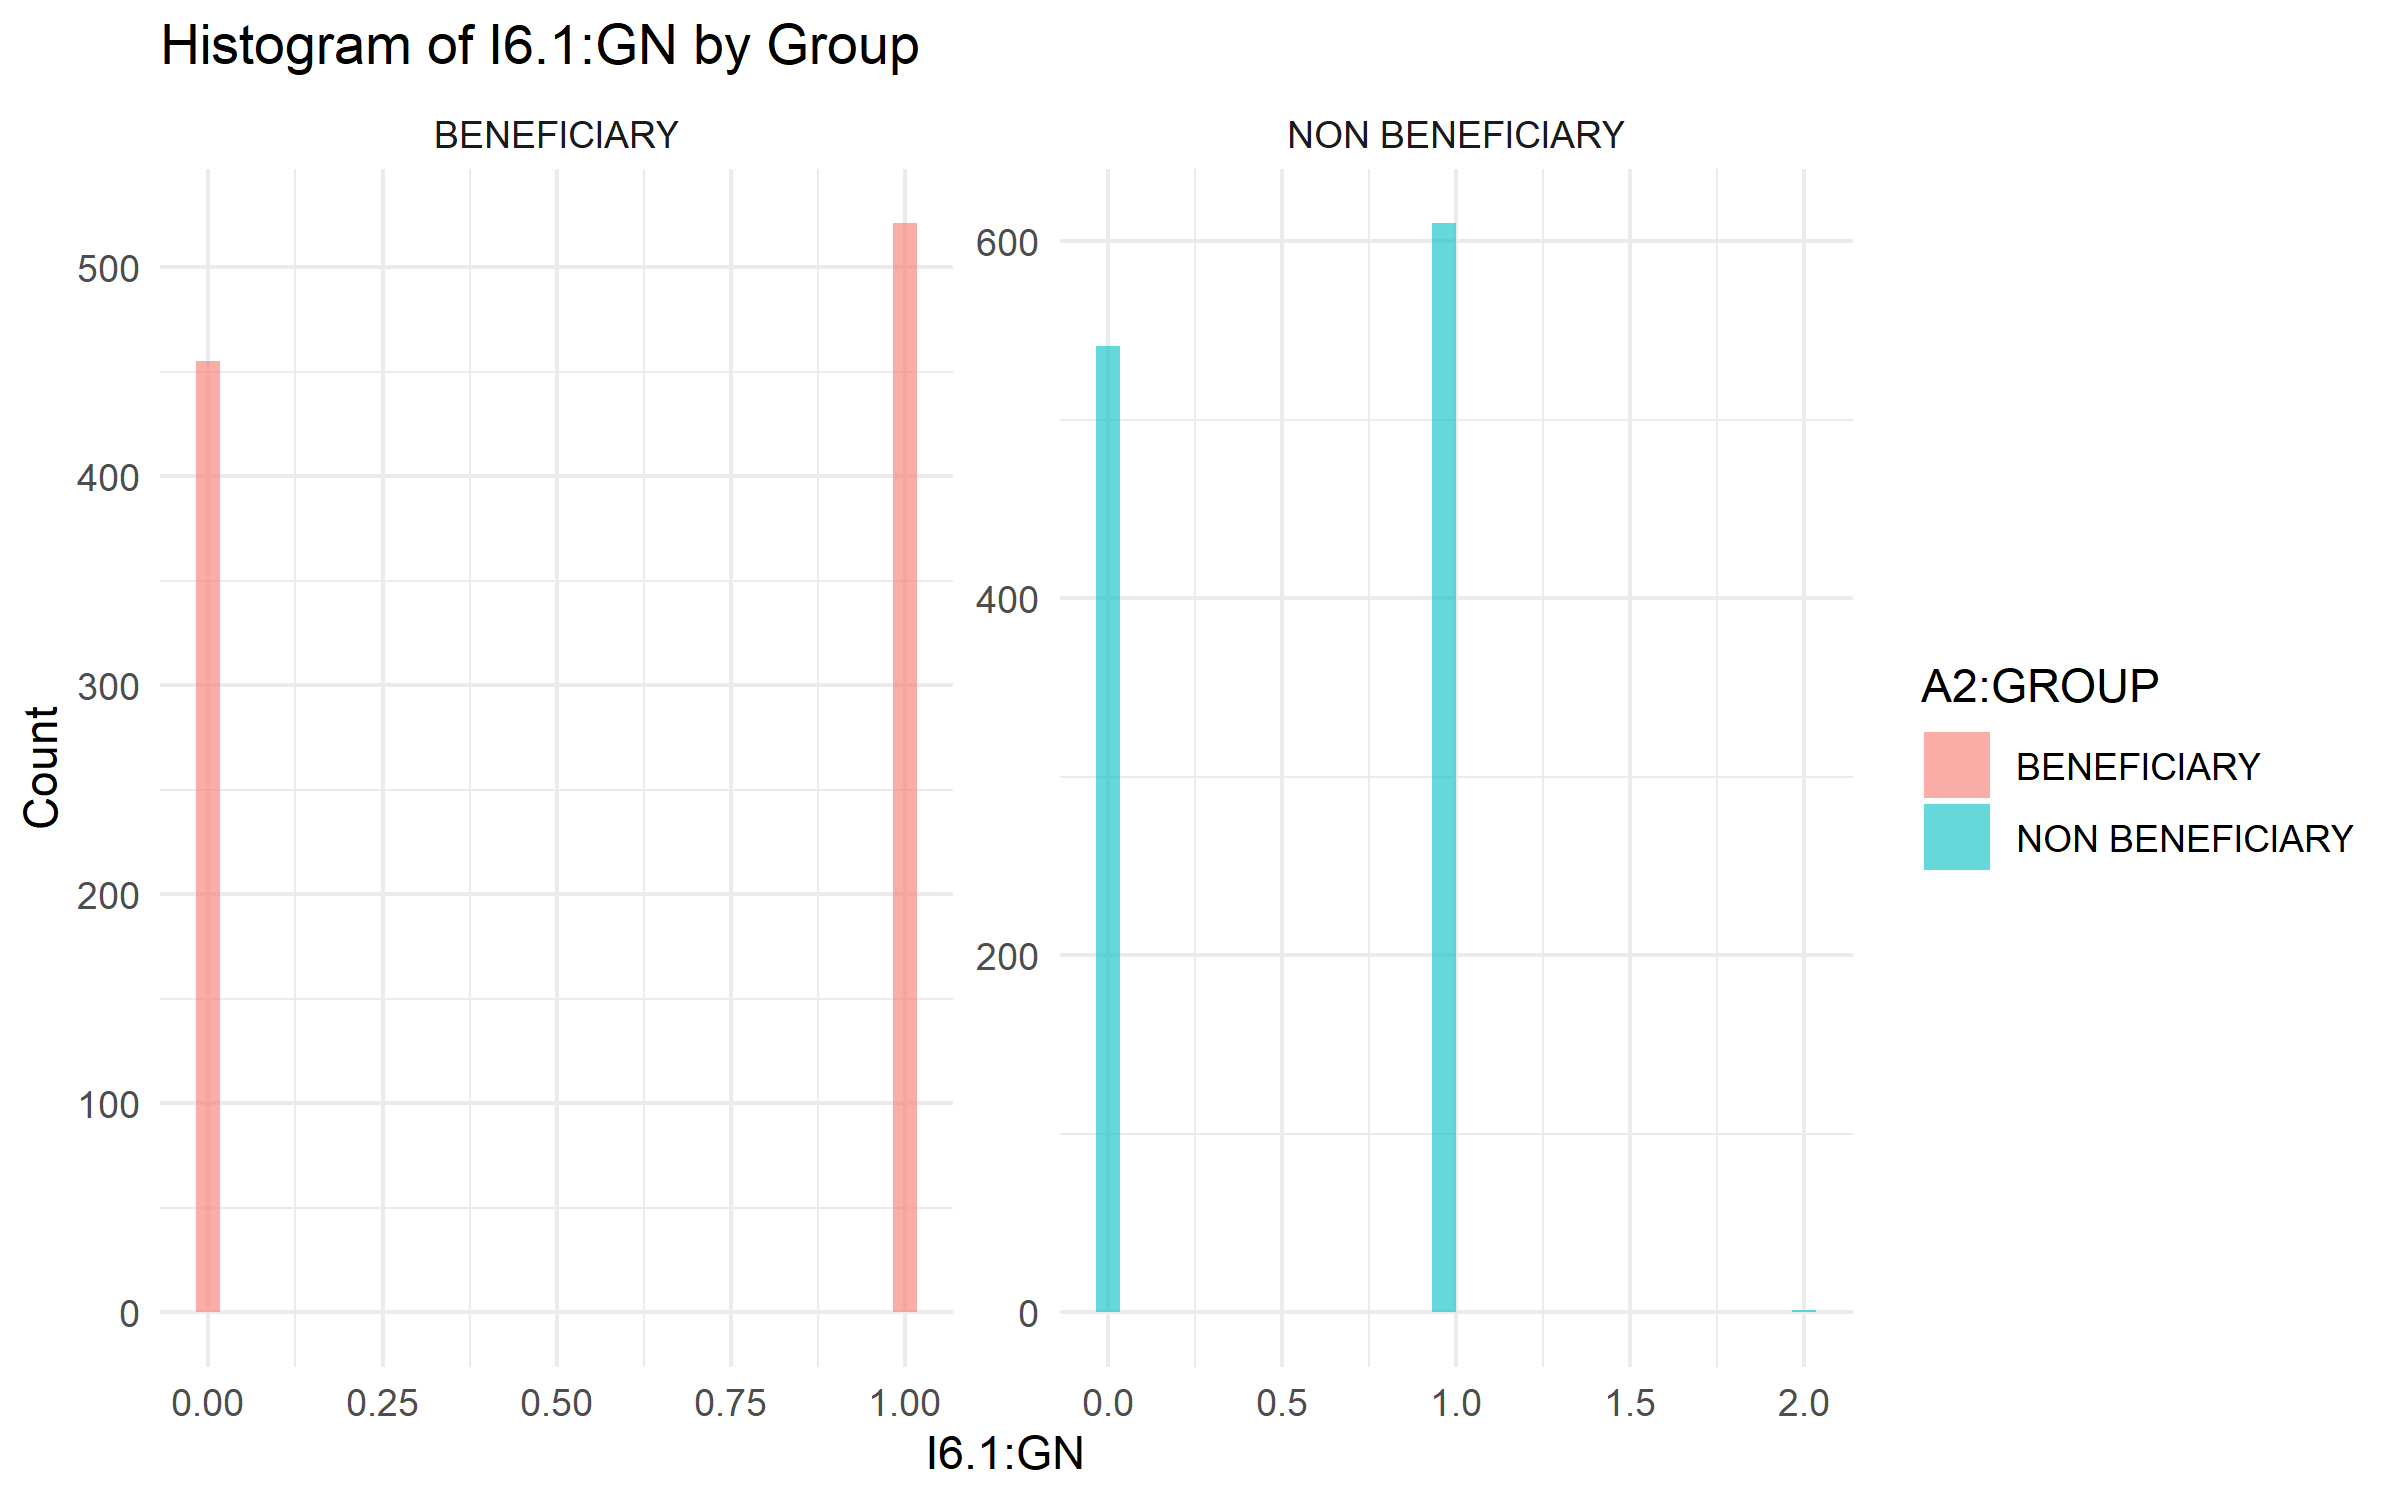 Histogram of I6.1:GN by Group
BENEFICIARY
NON BENEFICIARY
Count
500
400
300
200
100
0
600
400
200
0
0.00 0.25 0.50 0.75 1.00
0.0 0.5 1.0 1.5 2.0
I6.1:GN
A2:GROUP
BENEFICIARY
NON BENEFICIARY